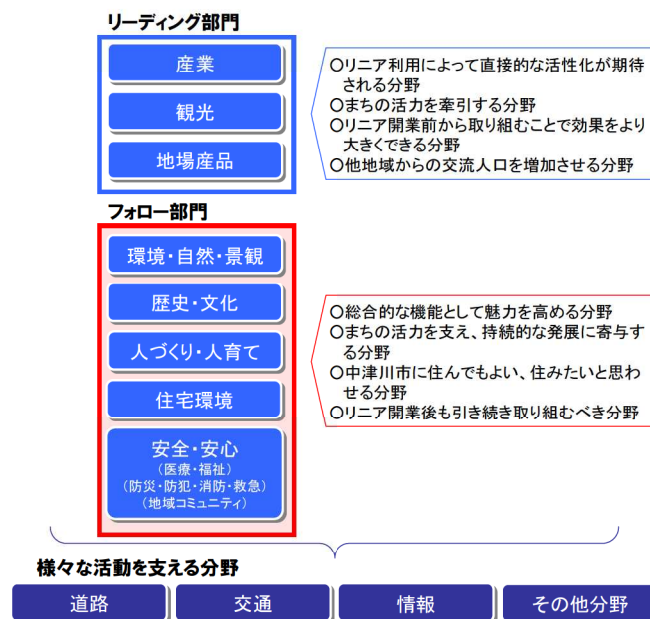 リーディング部門
産業
観光
地場産品
○リニア利用によって直接的な活性化が期待
される分野
○まちの活力を牽引する分野
○リニア開業前から取り組むことで効果をより
大きくできる分野
○他地域からの交流人口を増加させる分野
フォロー部門
環境・自然・景観
歴史・文化
人づくり・人育て
住宅環境
安全・安心
（医療・福祉）
（防災・防犯・消防・救急）
（地域コミュニティ）
○総合的な機能として魅力を高める分野
○まちの活力を支え、持続的な発展に寄与す
る分野
○中津川市に住んでもよい、住みたいと思わ
せる分野
○リニア開業後も引き続き取り組むべき分野
様々な活動を支える分野
道路
交通
情報
その他分野